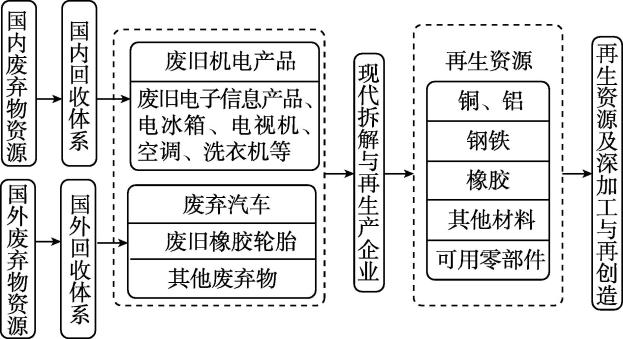 国内废弃物资源
国内回收体系
废旧机电产品
废旧电子信息产品、
电冰箱、电视机、
空调、洗衣机等
国外废弃物资源
国外回收体系
废弃汽车
废旧橡胶轮胎
其他废弃物
现代拆解与再生产企业
再生资源
铜、铝
钢铁
橡胶
其他材料
可用零部件
再生资源及深加工与再创造